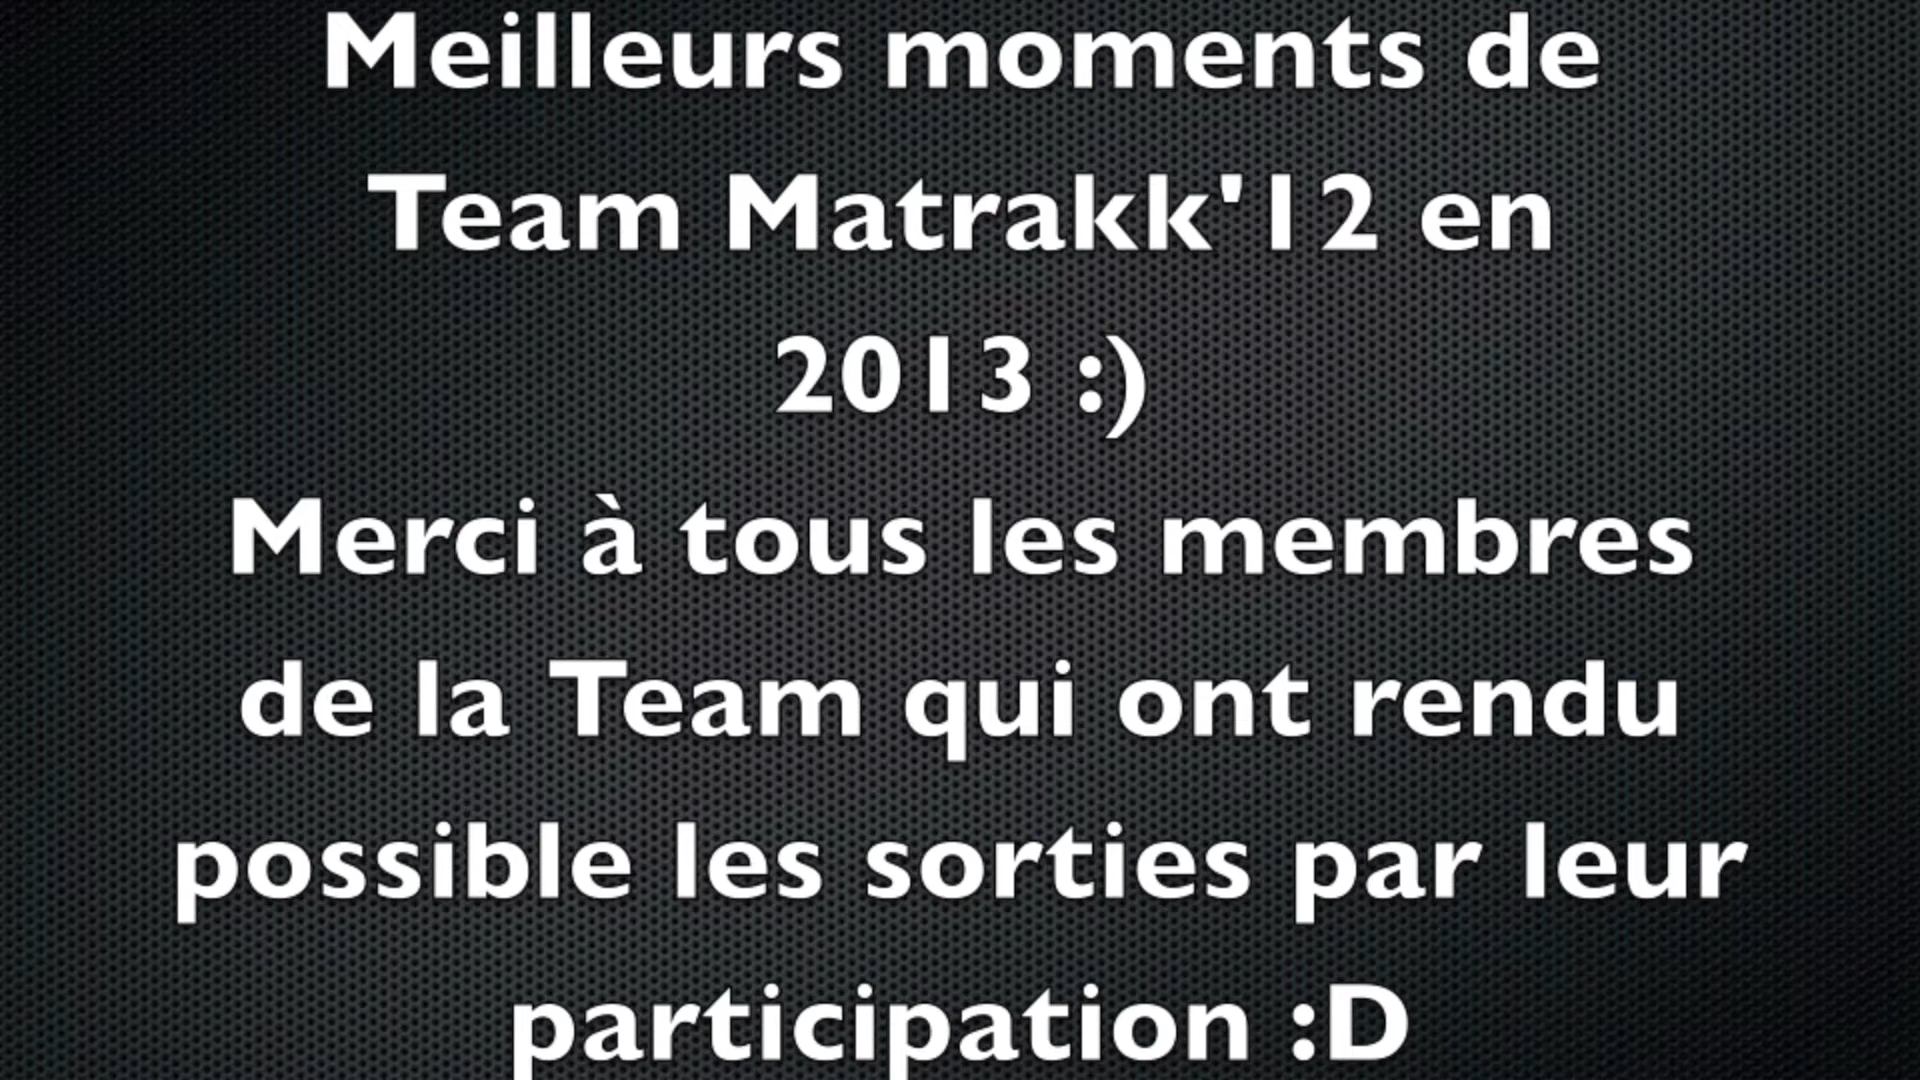 Meilleurs moments de
Team Matrakk'12 en
2013 :)
Merci à tous les membres
de la Team qui ont rendu
possible les sorties par leur
participation :D